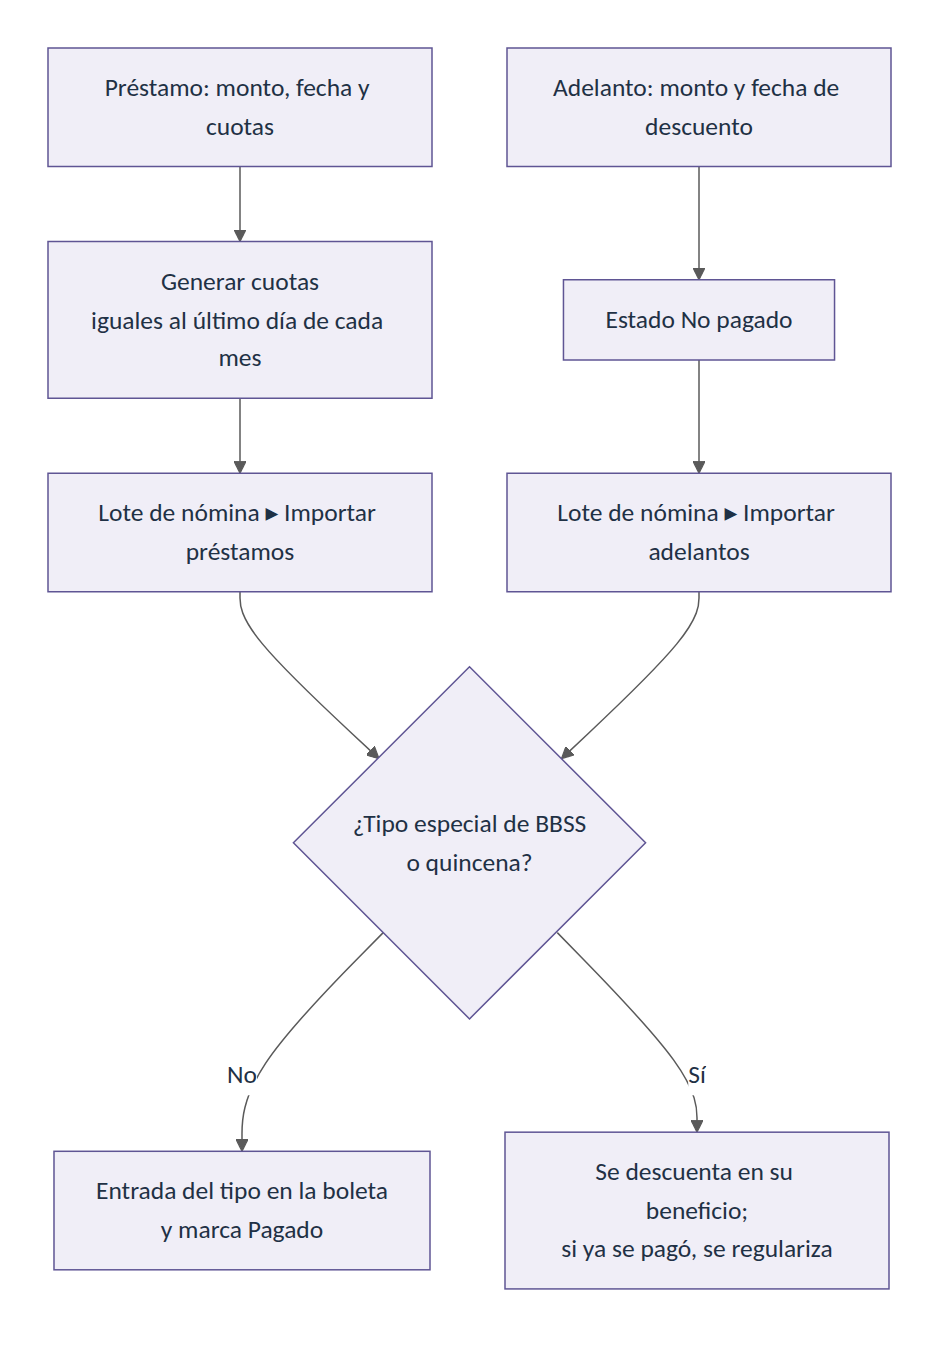 Préstamo: monto, fecha y
cuotas
Adelanto: monto y fecha de
descuento
Generar cuotas
iguales al último día de cada
mes
Estado No pagado
Lote de nómina ▸ Importar
préstamos
Lote de nómina ▸ Importar
adelantos
¿Tipo especial de BBSS
o quincena?
No
Sí
Entrada del tipo en la boleta
y marca Pagado
Se descuenta en su
beneficio;
si ya se pagó, se regulariza